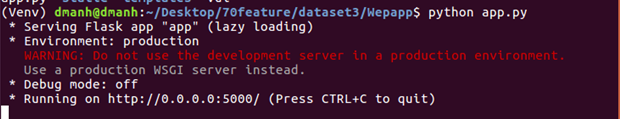 (Venv) dmanh@dmanh:~/Desktop/70feature/dataset3/Wepapp$ python app.py
* Serving Flask app "app" (lazy loading)
* Environment: production
WARNING: Do not use the development server in a production environment.
Use a production WSGI server instead.
* Debug mode: off
* Running on http://0.0.0.0:5000/ (Press CTRL+C to quit)